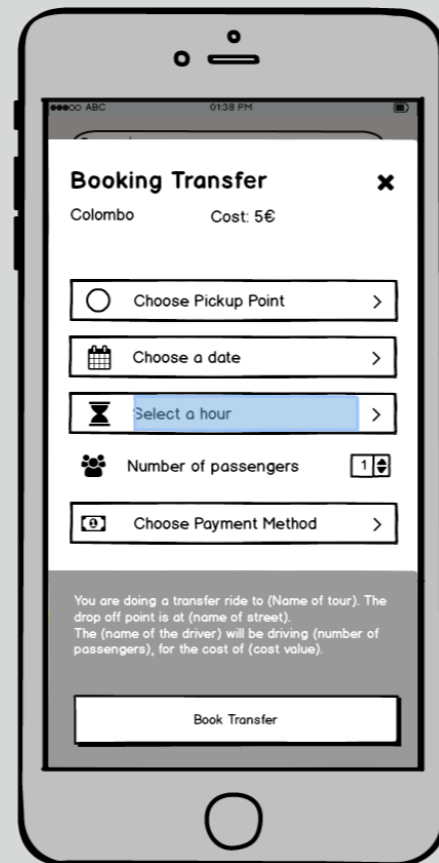 ABC 01:38 PM
Booking Transfer
Colombo Cost: 5€
Choose Pickup Point
Choose a date
Select a hour
Number of passengers 1
Choose Payment Method
You are doing a transfer ride to (Name of tour). The
drop off point is at (name of street).
The (name of the driver) will be driving (number of
passengers), for the cost of (cost value).
Book Transfer